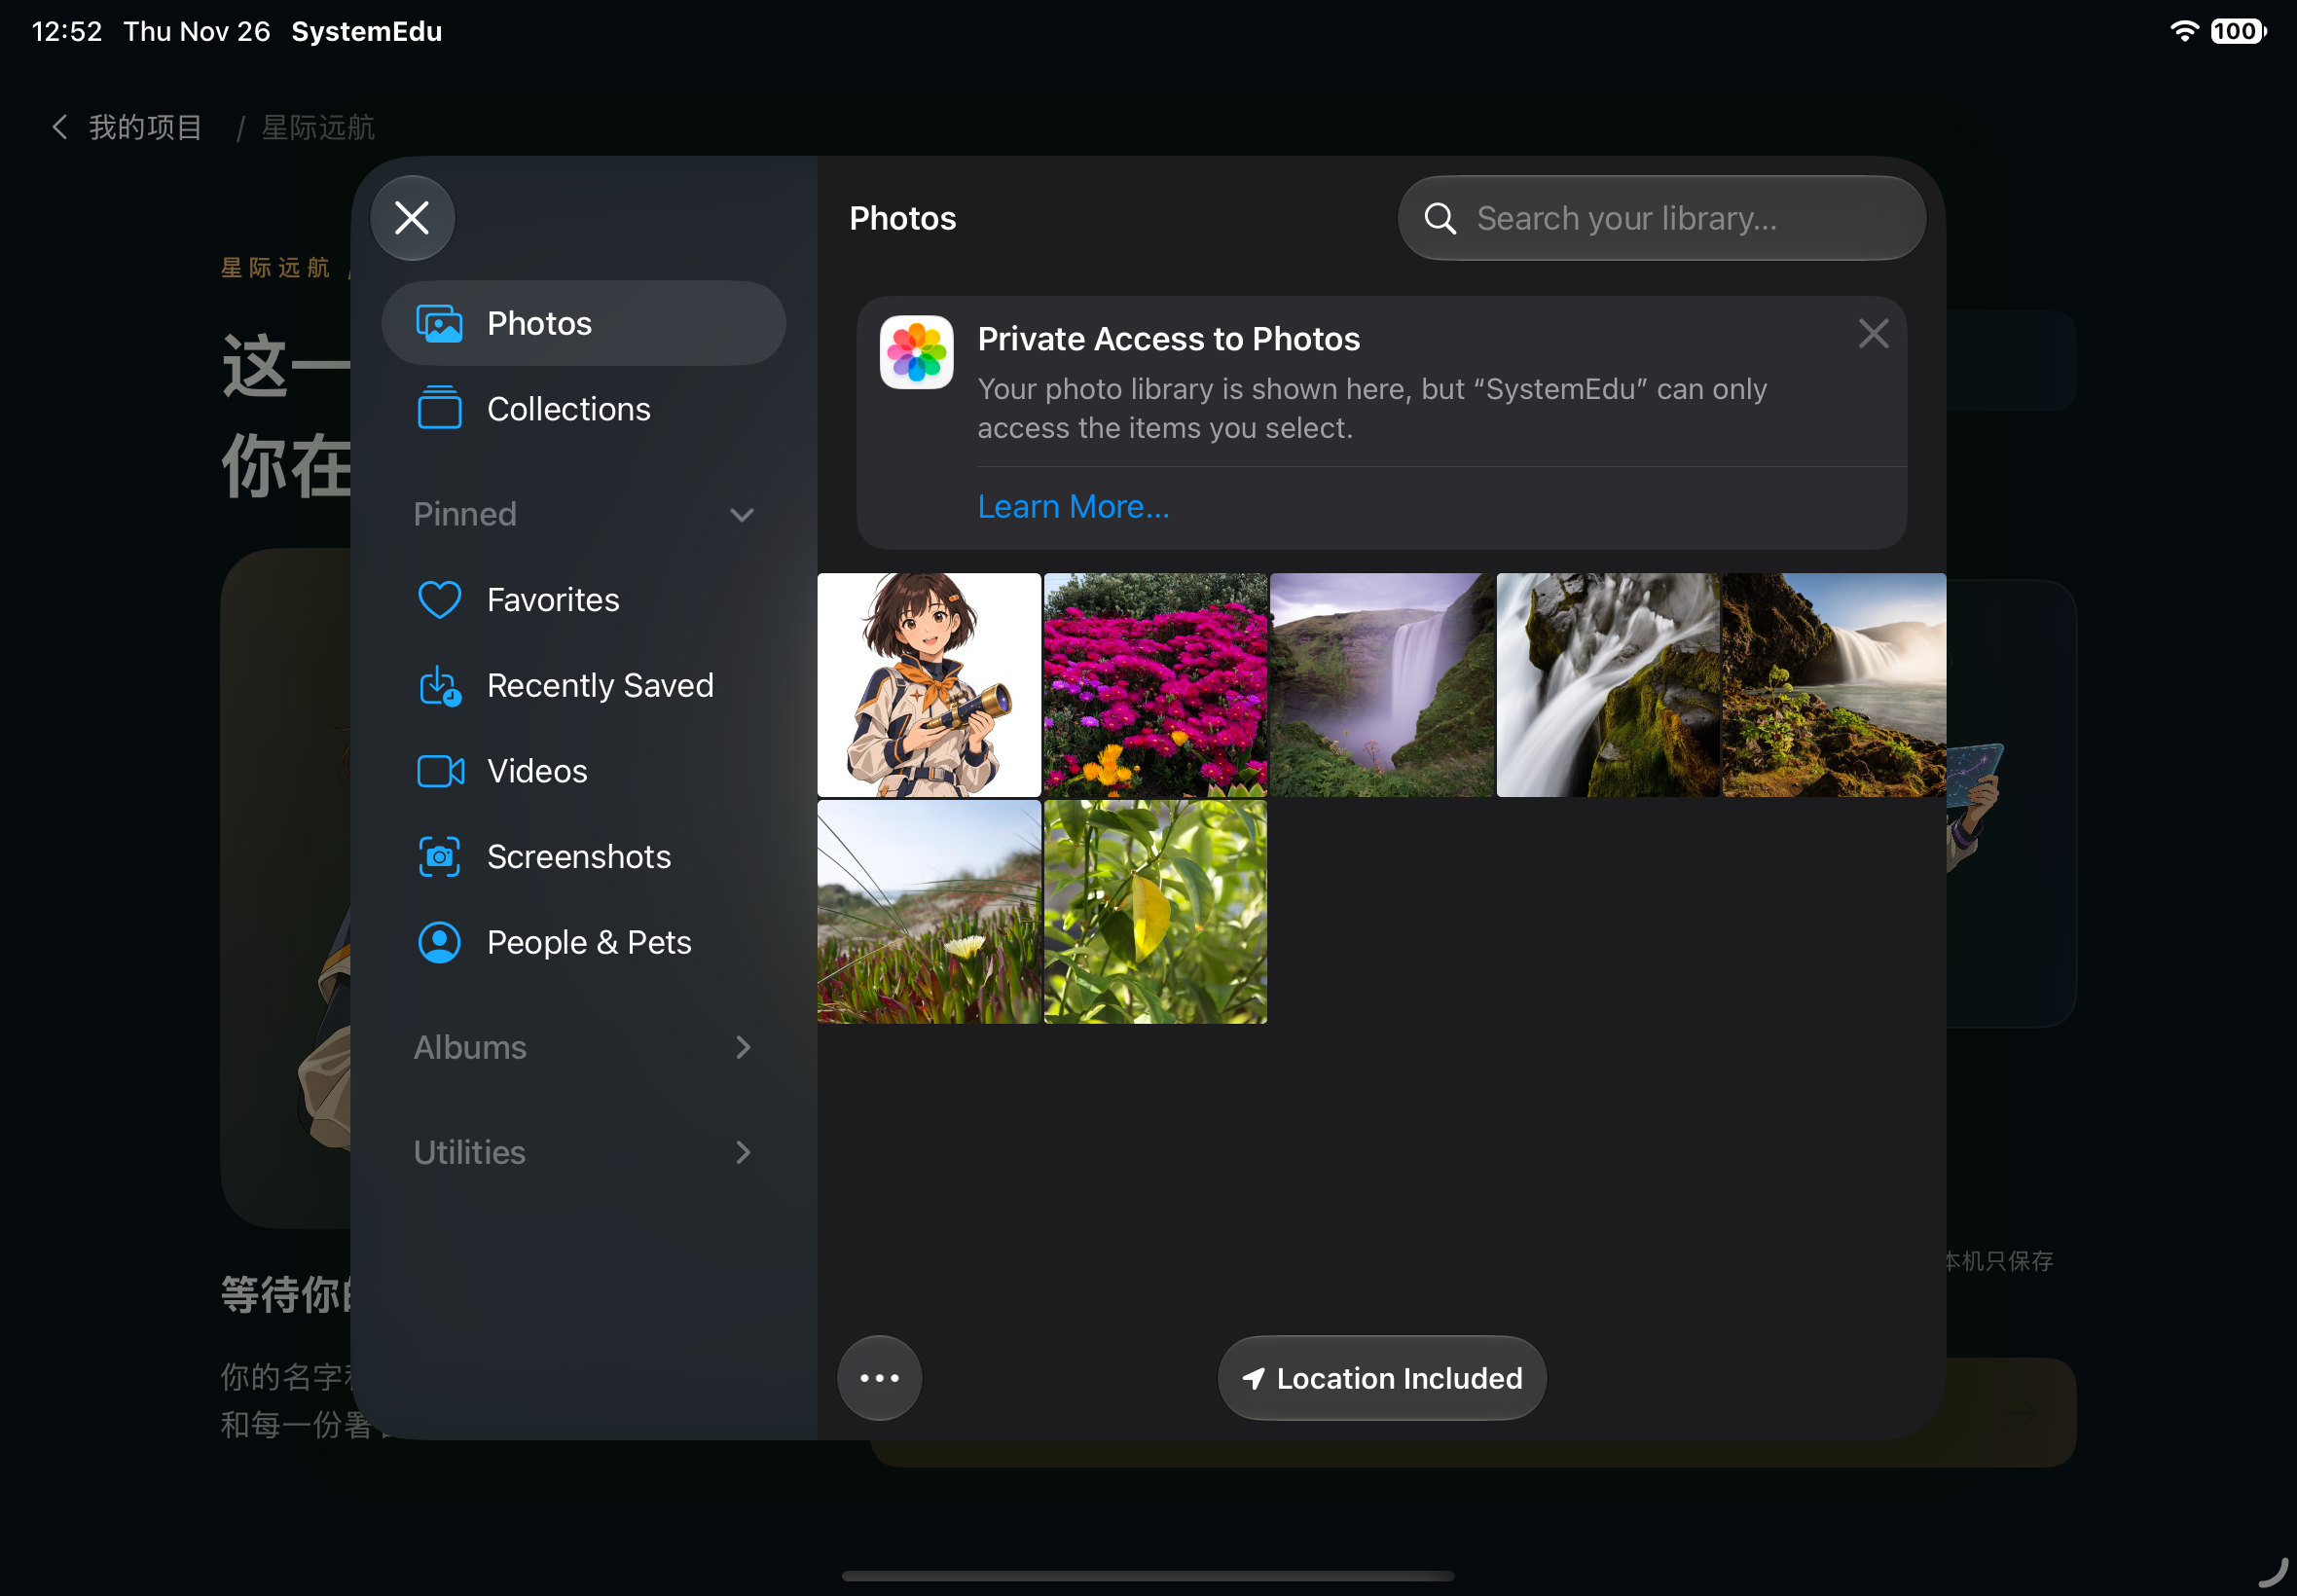 12:52 Thu Nov 26 SystemEdu
100
我的项目 / 星际远航
星际远航
这一
你在
Photos
Collections
Pinned
Favorites
Recently Saved
Videos
Screenshots
People & Pets
Albums
Utilities
Photos
Search your library...
Private Access to Photos
Your photo library is shown here, but “SystemEdu” can only
access the items you select.
Learn More...
Location Included
等待你
你的名字
和每一份署
本机只保存